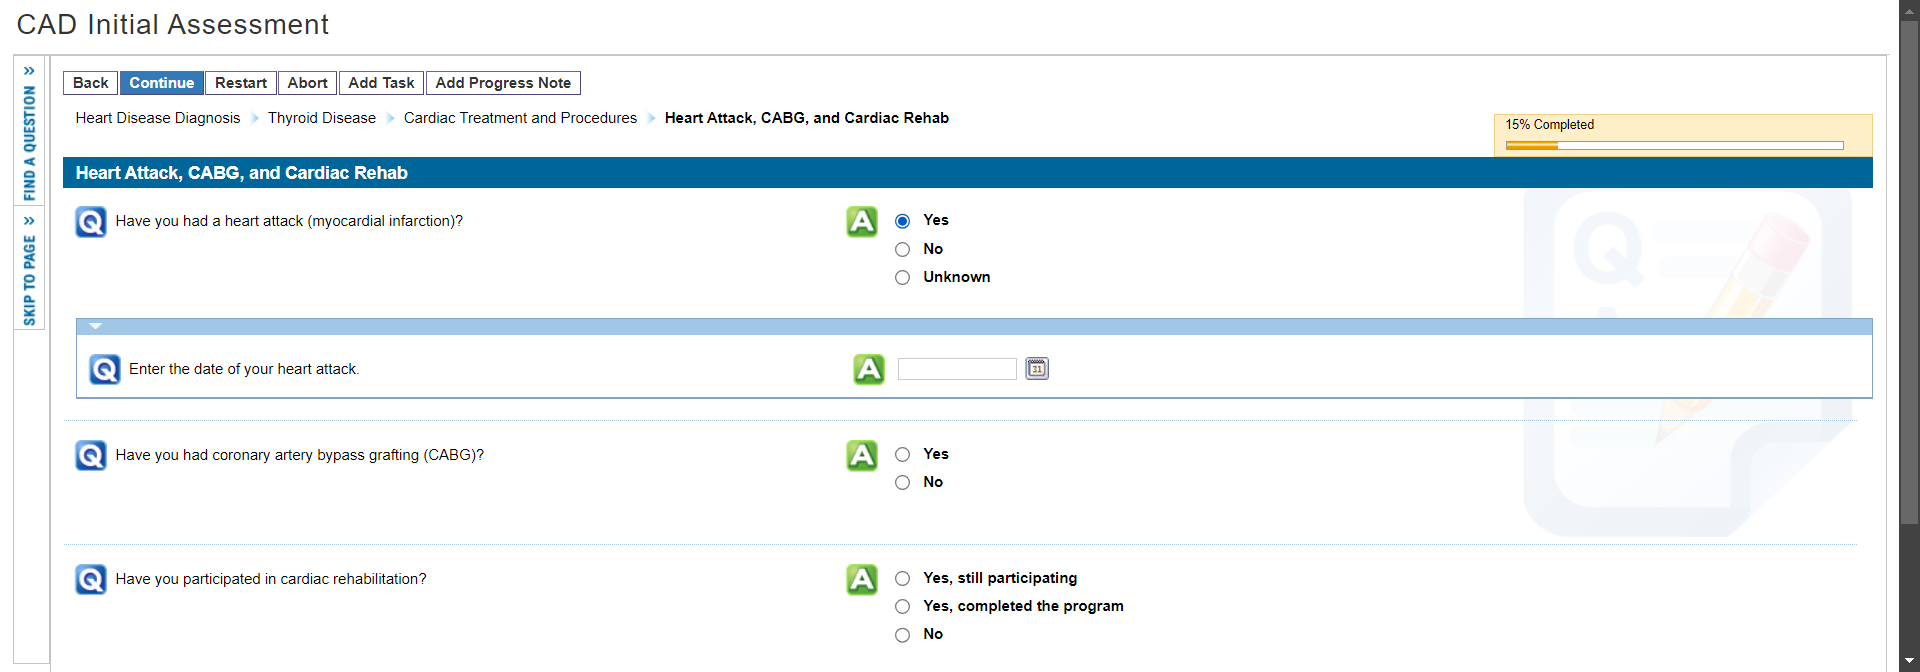 CAD Initial Assessment
FIND A QUESTION
SKIP TO PAGE
Back Continue Restart Abort Add Task Add Progress Note
Heart Disease Diagnosis Thyroid Disease Cardiac Treatment and Procedures Heart Attack, CABG, and Cardiac Rehab
15% Completed
Heart Attack, CABG, and Cardiac Rehab
Q Have you had a heart attack (myocardial infarction)? A Yes
No
Unknown
Q Enter the date of your heart attack. A 31
Q Have you had coronary artery bypass grafting (CABG)? A Yes
No
Q Have you participated in cardiac rehabilitation? A Yes, still participating
Yes, completed the program
No